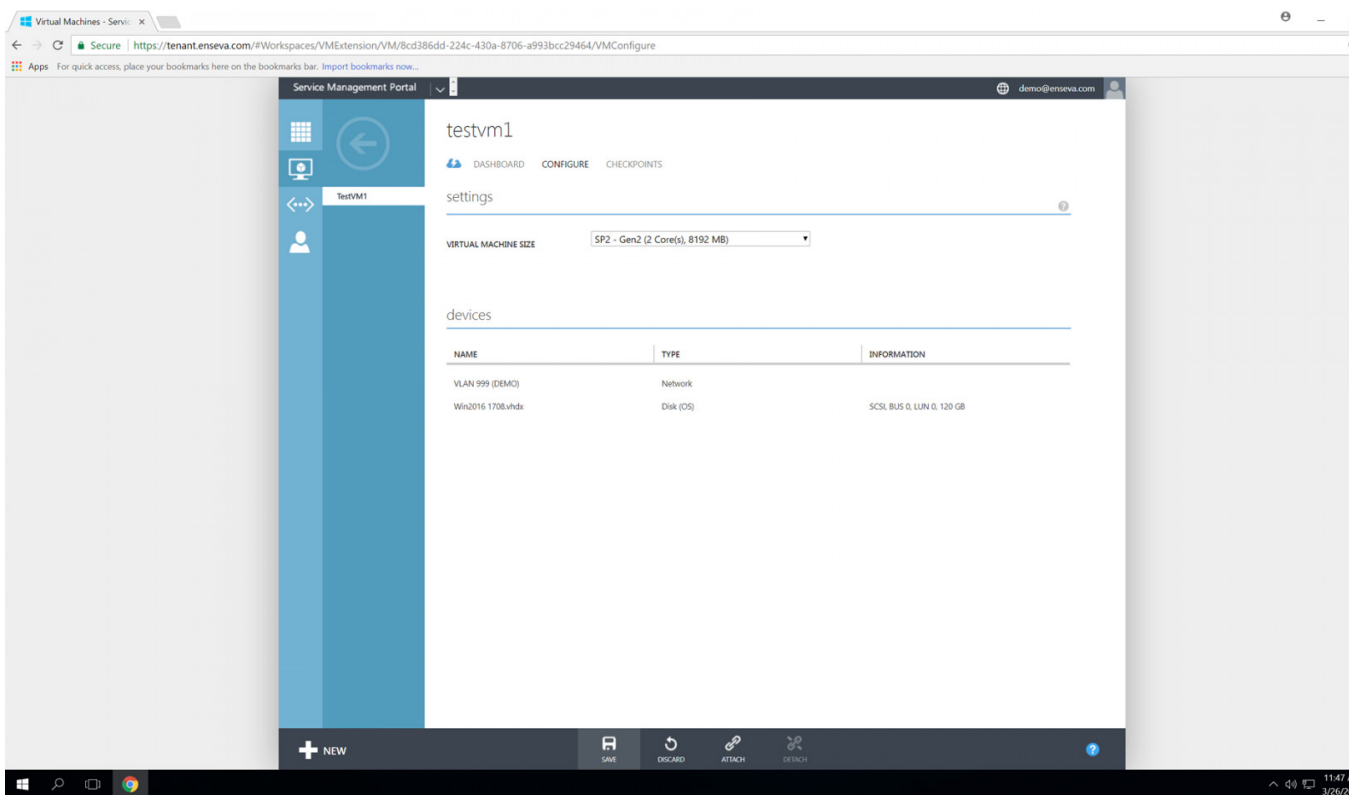 Virtual Machines - Servic
Secure | https://tenant.enseva.com/#Workspaces/VMExtension/VM/8cd386dd-224c-430a-8706-a993bcc29464/VMConfigure
Apps For quick access, place your bookmarks here on the bookmarks bar. Import bookmarks now...
Service Management Portal
demo@enseva.com
testvm1
DASHBOARD CONFIGURE CHECKPOINTS
TestVM1
settings
VIRTUAL MACHINE SIZE SP2 - Gen2 (2 Core(s), 8192 MB)
devices
NAME TYPE INFORMATION
VLAN 999 (DEMO) Network
Win2016 1708.vhdx Disk (OS) SCSI, BUS 0, LUN 0, 120 GB
NEW
SAVE DISCARD ATTACH DETACH
11:47
3/26/2